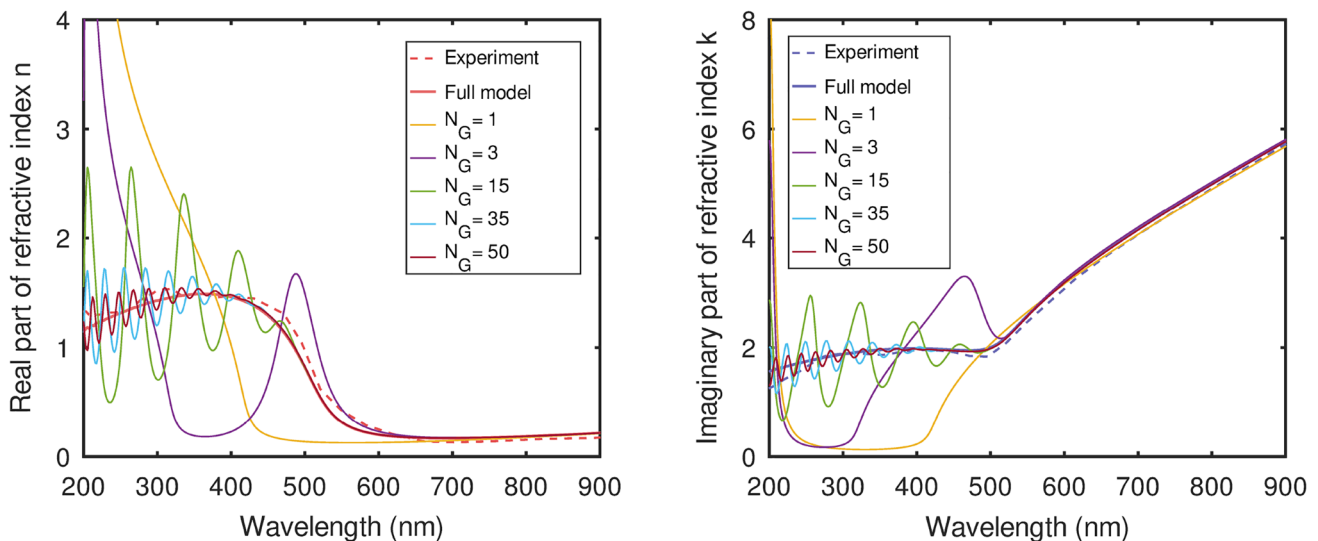 Real part of refractive index n
4
3
2
1
0
Experiment
Full model
N_G = 1
N_G = 3
N_G = 15
N_G = 35
N_G = 50
200 300 400 500 600 700 800 900
Wavelength (nm)
Imaginary part of refractive index k
8
6
4
2
0
Experiment
Full model
N_G = 1
N_G = 3
N_G = 15
N_G = 35
N_G = 50
200 300 400 500 600 700 800 900
Wavelength (nm)